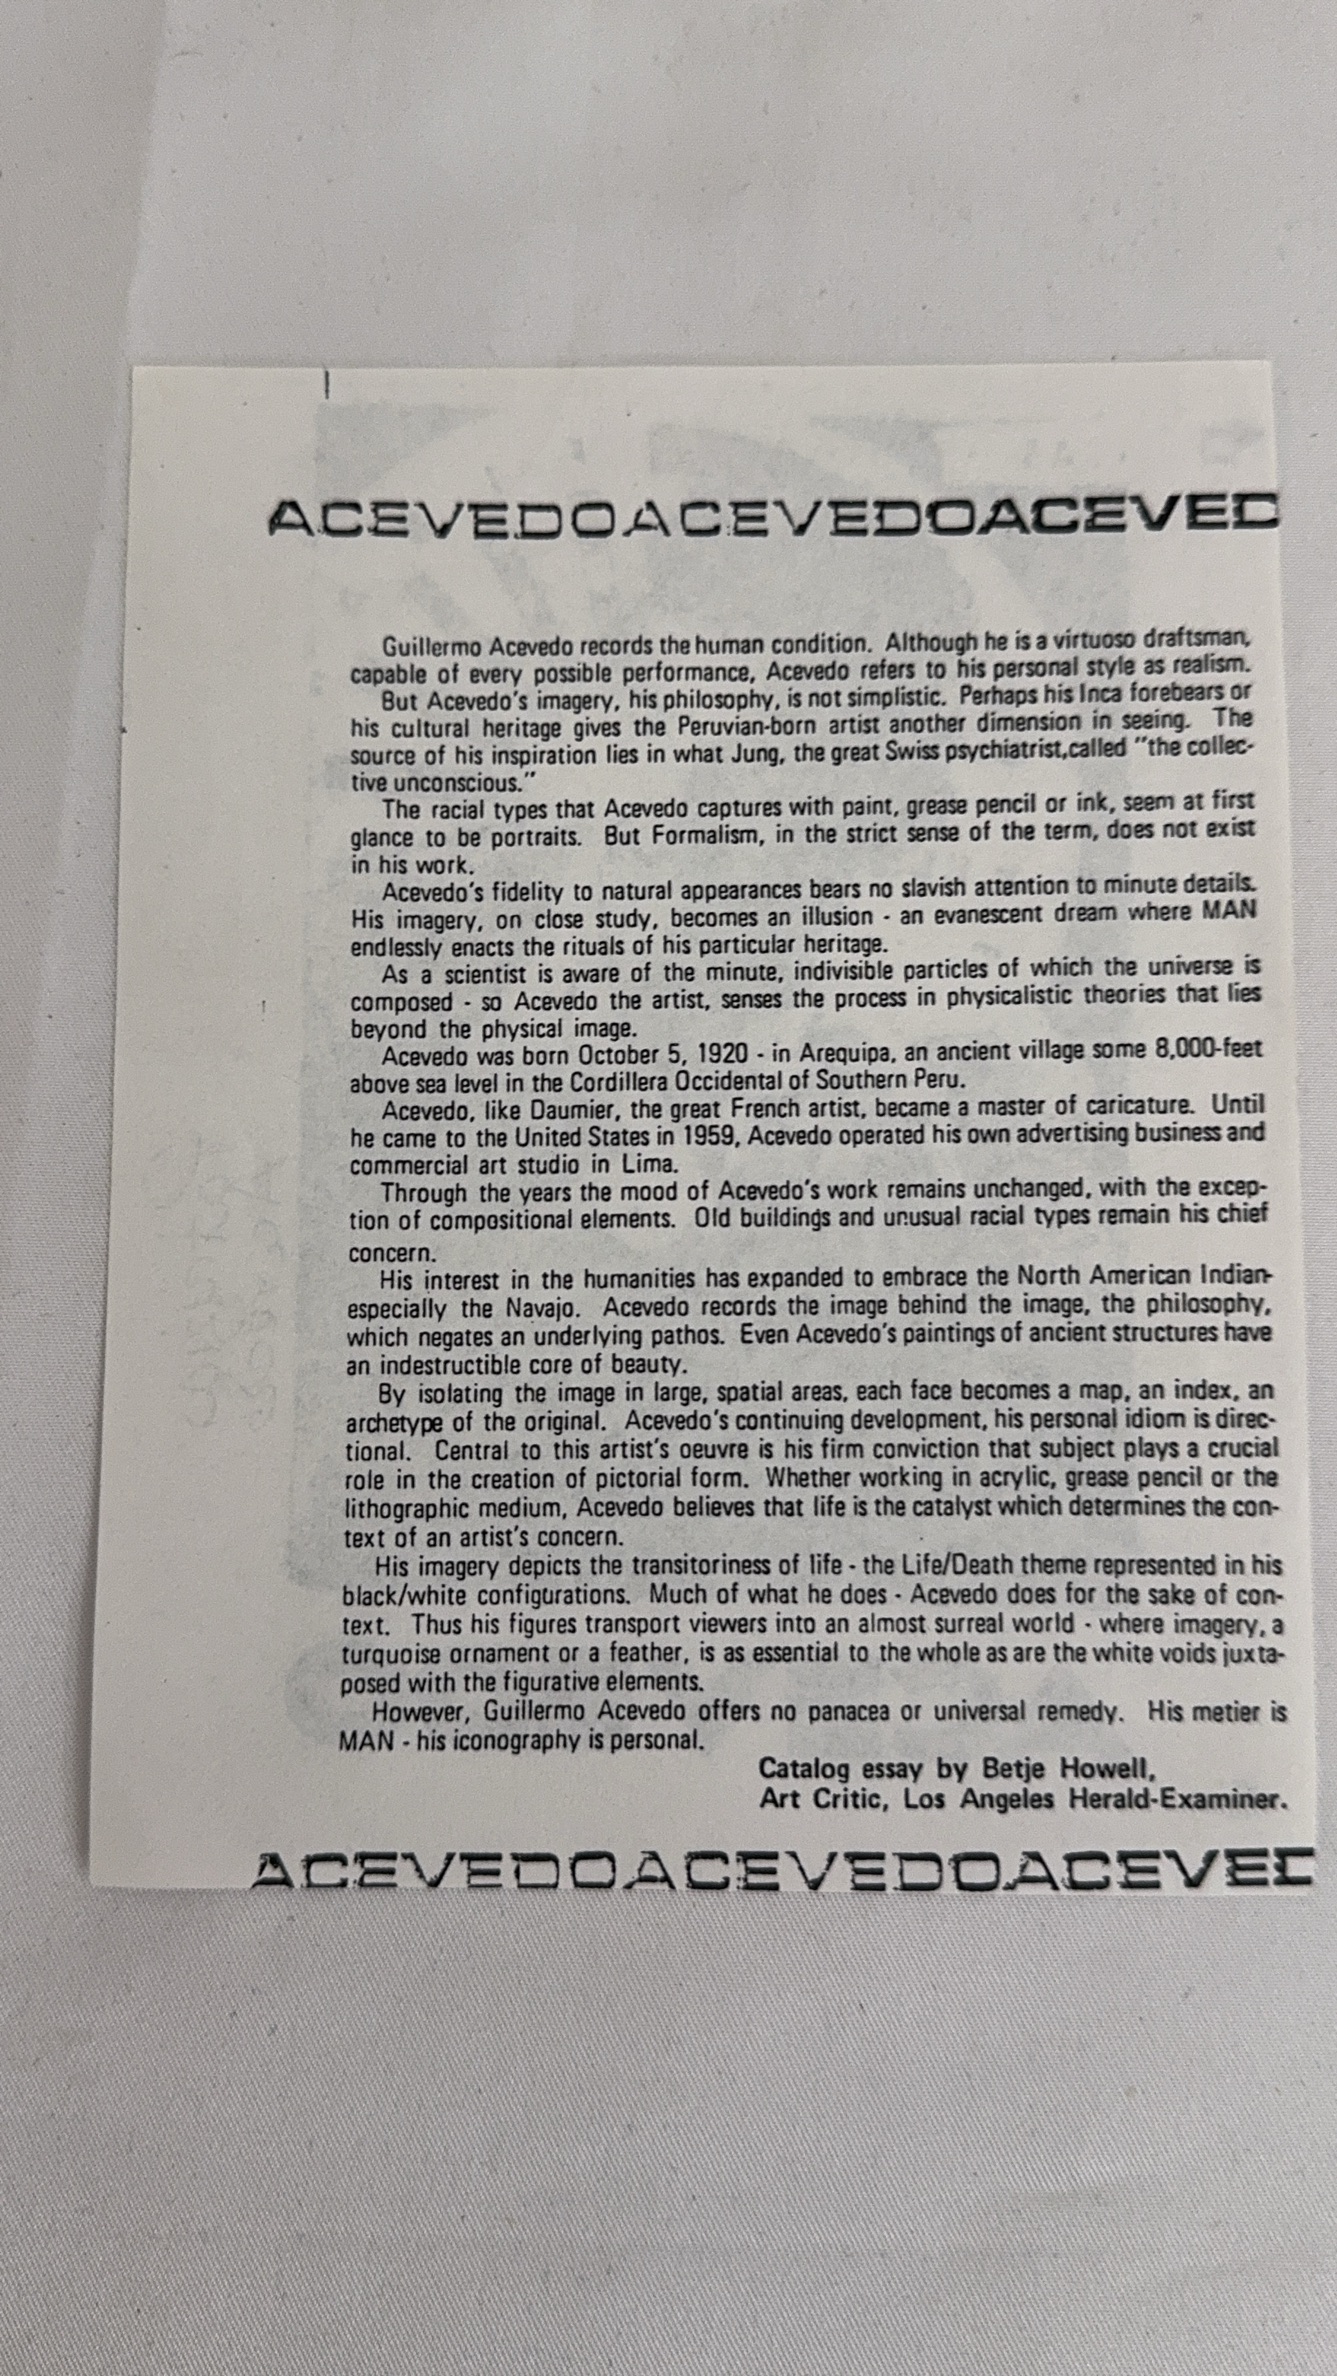 ACEVEDOACEVEDOACEVED
Guillermo Acevedo records the human condition. Although he is a virtuoso draftsman,
capable of every possible performance, Acevedo refers to his personal style as realism.
But Acevedo's imagery, his philosophy, is not simplistic. Perhaps his Inca forebears or
his cultural heritage gives the Peruvian-born artist another dimension in seeing. The
source of his inspiration lies in what Jung, the great Swiss psychiatrist,called "the collec-
tive unconscious."
The racial types that Acevedo captures with paint, grease pencil or ink, seem at first
glance to be portraits. But Formalism, in the strict sense of the term, does not exist
in his work.
Acevedo's fidelity to natural appearances bears no slavish attention to minute details.
His imagery, on close study, becomes an illusion - an evanescent dream where MAN
endlessly enacts the rituals of his particular heritage.
As a scientist is aware of the minute, indivisible particles of which the universe is
composed - so Acevedo the artist, senses the process in physicalistic theories that lies
beyond the physical image.
Acevedo was born October 5, 1920 - in Arequipa, an ancient village some 8,000-feet
above sea level in the Cordillera Occidental of Southern Peru.
Acevedo, like Daumier, the great French artist, became a master of caricature. Until
he came to the United States in 1959, Acevedo operated his own advertising business and
commercial art studio in Lima.
Through the years the mood of Acevedo's work remains unchanged, with the excep-
tion of compositional elements. Old buildings and unusual racial types remain his chief
concern.
His interest in the humanities has expanded to embrace the North American Indian-
especially the Navajo. Acevedo records the image behind the image, the philosophy,
which negates an underlying pathos. Even Acevedo's paintings of ancient structures have
an indestructible core of beauty.
By isolating the image in large, spatial areas, each face becomes a map, an index, an
archetype of the original. Acevedo's continuing development, his personal idiom is direc-
tional. Central to this artist's oeuvre is his firm conviction that subject plays a crucial
role in the creation of pictorial form. Whether working in acrylic, grease pencil or the
lithographic medium, Acevedo believes that life is the catalyst which determines the con-
text of an artist's concern.
His imagery depicts the transitoriness of life - the Life/Death theme represented in his
black/white configurations. Much of what he does - Acevedo does for the sake of con-
text. Thus his figures transport viewers into an almost surreal world - where imagery, a
turquoise ornament or a feather, is as essential to the whole as are the white voids juxta-
posed with the figurative elements.
However, Guillermo Acevedo offers no panacea or universal remedy. His metier is
MAN - his iconography is personal.
Catalog essay by Betje Howell,
Art Critic, Los Angeles Herald-Examiner.
ACEVEDOACEVEDOACEVED